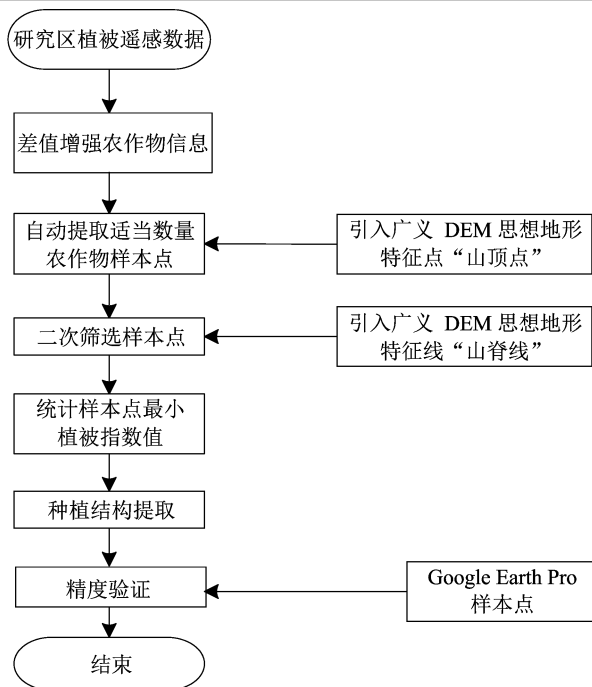 研究区植被遥感数据
差值增强农作物信息
自动提取适当数量
农作物样本点
引入广义 DEM 思想地形
特征点“山顶点”
二次筛选样本点
引入广义 DEM 思想地形
特征线“山脊线”
统计样本点最小
植被指数值
种植结构提取
精度验证
Google Earth Pro
样本点
结束